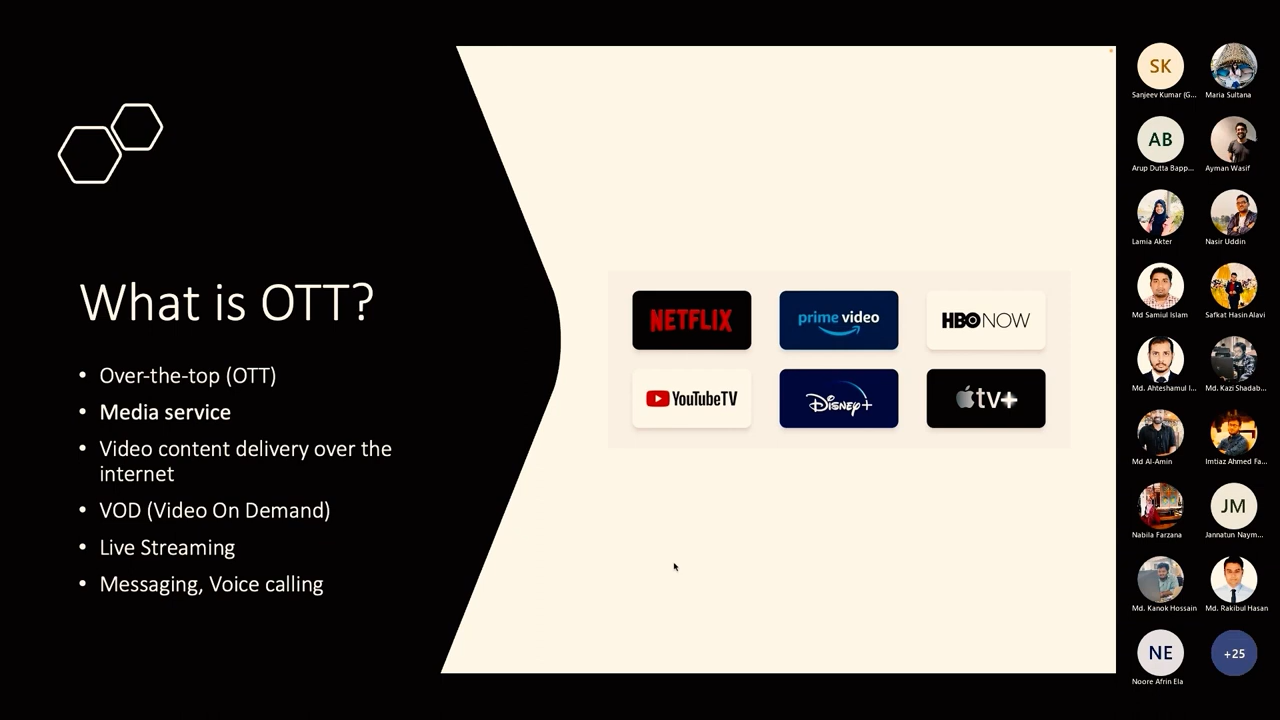 What is OTT?
• Over-the-top (OTT)
• Media service
• Video content delivery over the
internet
• VOD (Video On Demand)
• Live Streaming
• Messaging, Voice calling
NETFLIX
prime video
HBO NOW
YouTubeTV
Disney+
tv+
SK
Sanjeev Kumar (G...
Maria Sultana
AB
Arup Dutta Bapp...
Ayman Wasif
Lamia Akter
Nasir Uddin
Md Samiul Islam
Safkat Hasin Alavi
Md. Ahteshamul I...
Md. Kazi Shadab...
Md Al-Amin
Imtiaz Ahmed Fa...
Nabila Farzana
JM
Jannatun Naym...
Md. Kanok Hossain
Md. Rakibul Hasan
NE
Noore Afrin Ela
+25